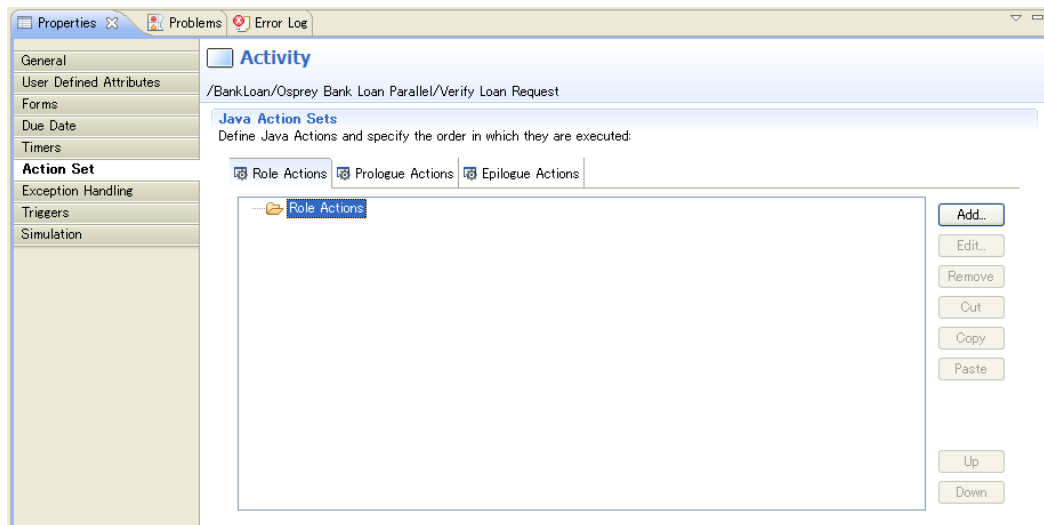 Properties
Problems
Error Log
General
User Defined Attributes
Forms
Due Date
Timers
Action Set
Exception Handling
Triggers
Simulation
Activity
/BankLoan/Osprey Bank Loan Parallel/Verify Loan Request
Java Action Sets
Define Java Actions and specify the order in which they are executed:
Role Actions
Prologue Actions
Epilogue Actions
Role Actions
Add...
Edit...
Remove
Cut
Copy
Paste
Up
Down